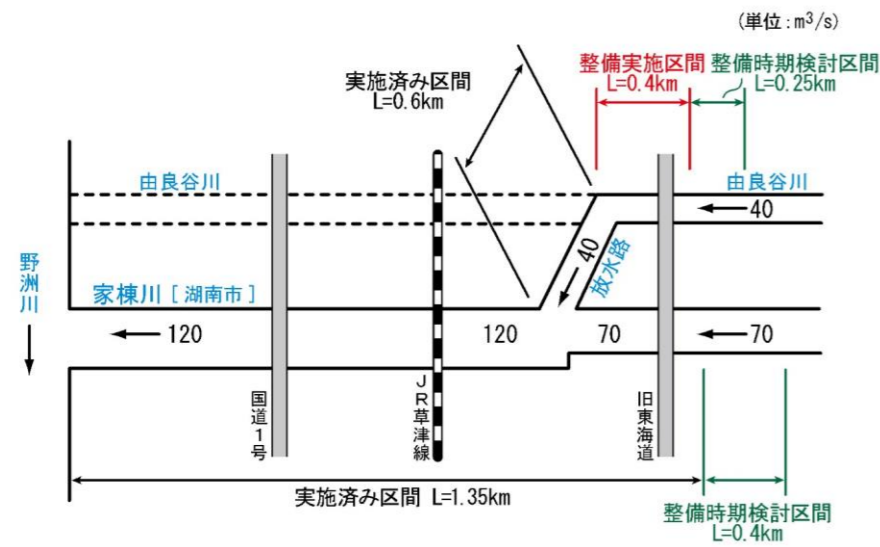 (単位:m³/s)
整備実施区間
L=0.4km
整備時期検討区間
L=0.25km
実施済み区間
L=0.6km
由良谷川
由良谷川
40
40
放水路
野洲川
家棟川［湖南市］
120
120
70
70
国道1号
JR草津線
旧東海道
実施済み区間 L=1.35km
整備時期検討区間
L=0.4km